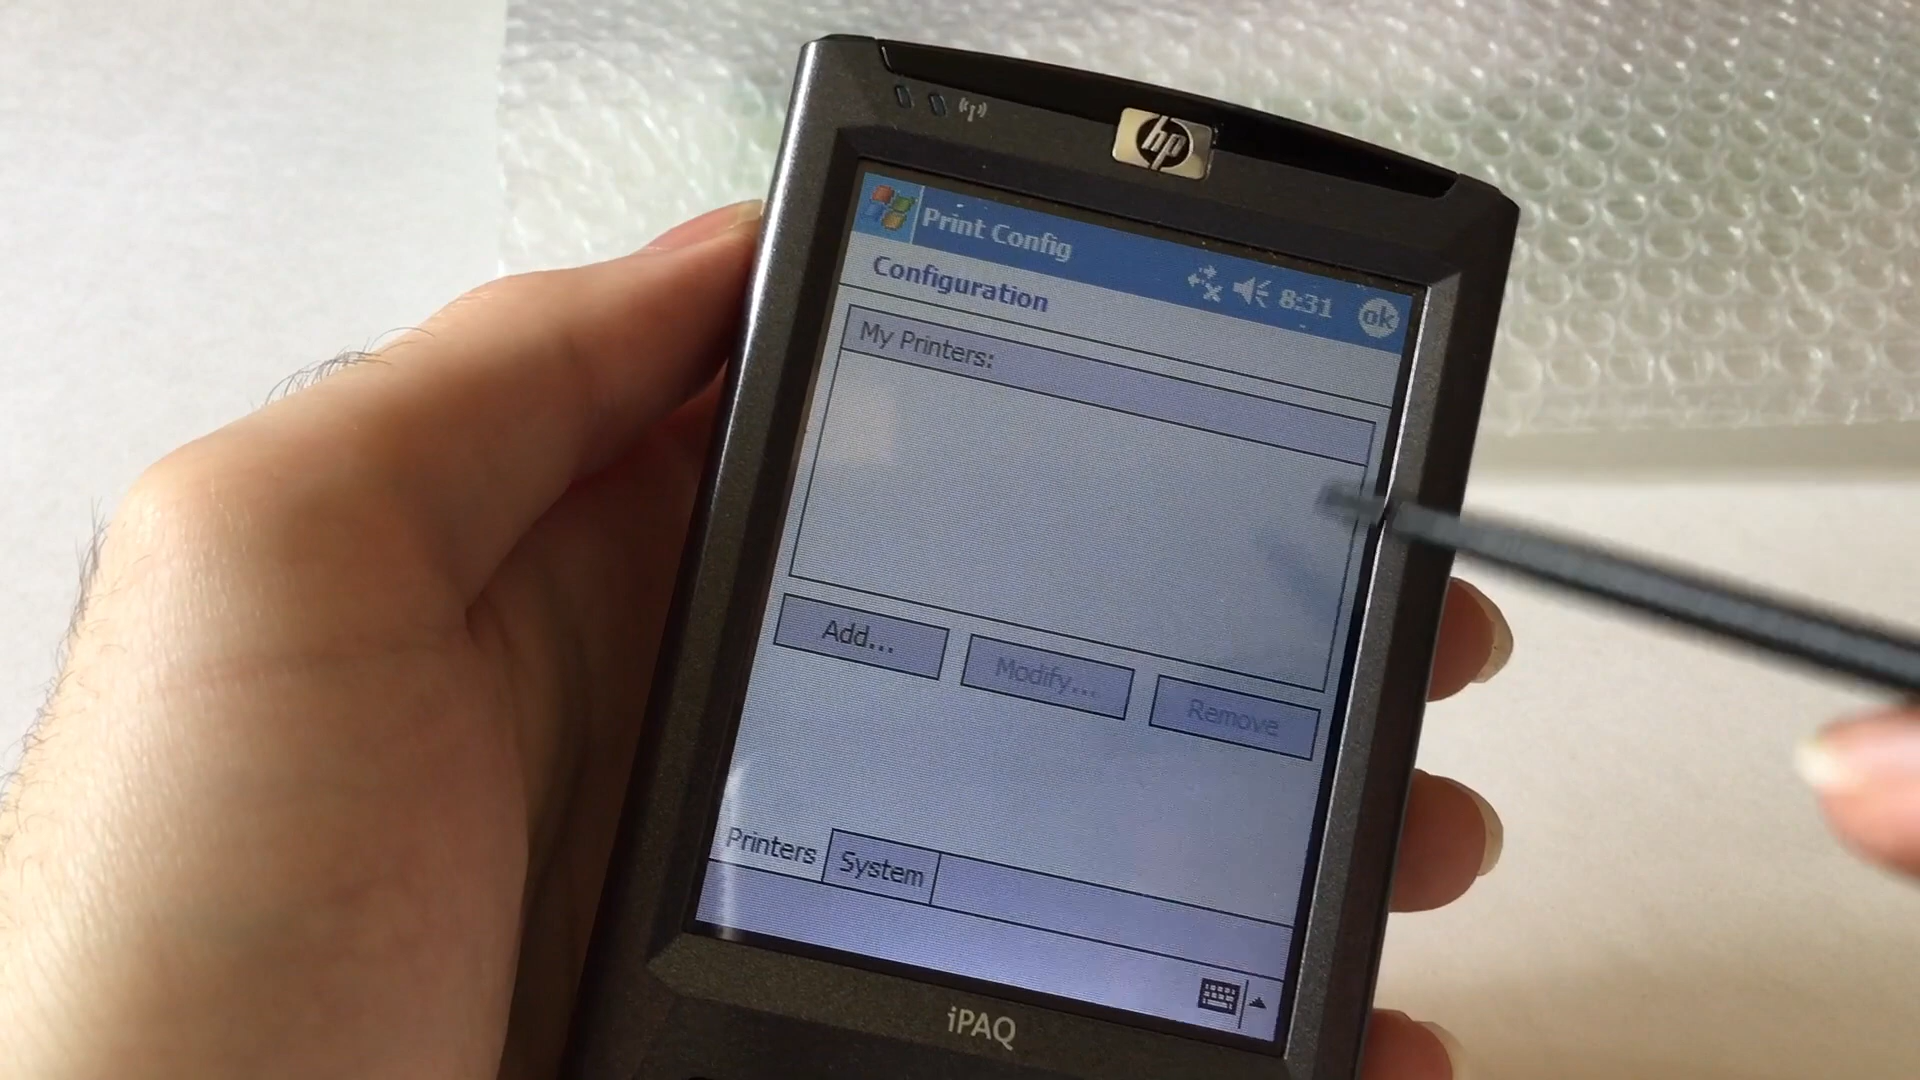 hp
Print Config
8:31
ok
Configuration
My Printers:
Add...
Modify...
Remove
Printers
System
iPAQ